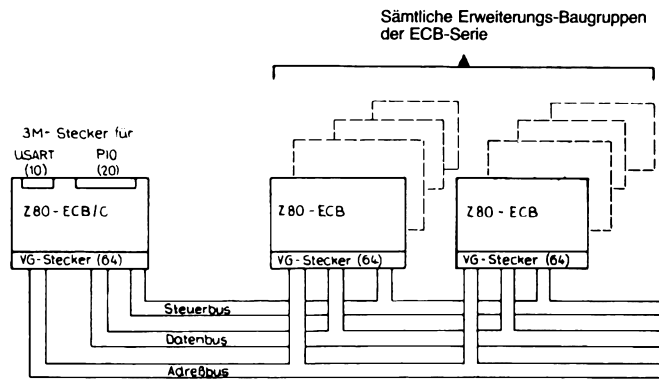 Sämtliche Erweiterungs-Baugruppen
der ECB-Serie
3M- Stecker für
USART PIO
(10) (20)
Z80-ECB/C
Z80-ECB
Z80-ECB
VG-Stecker (64)
VG-Stecker (64)
VG-Stecker (64)
Steuerbus
Datenbus
Adreßbus